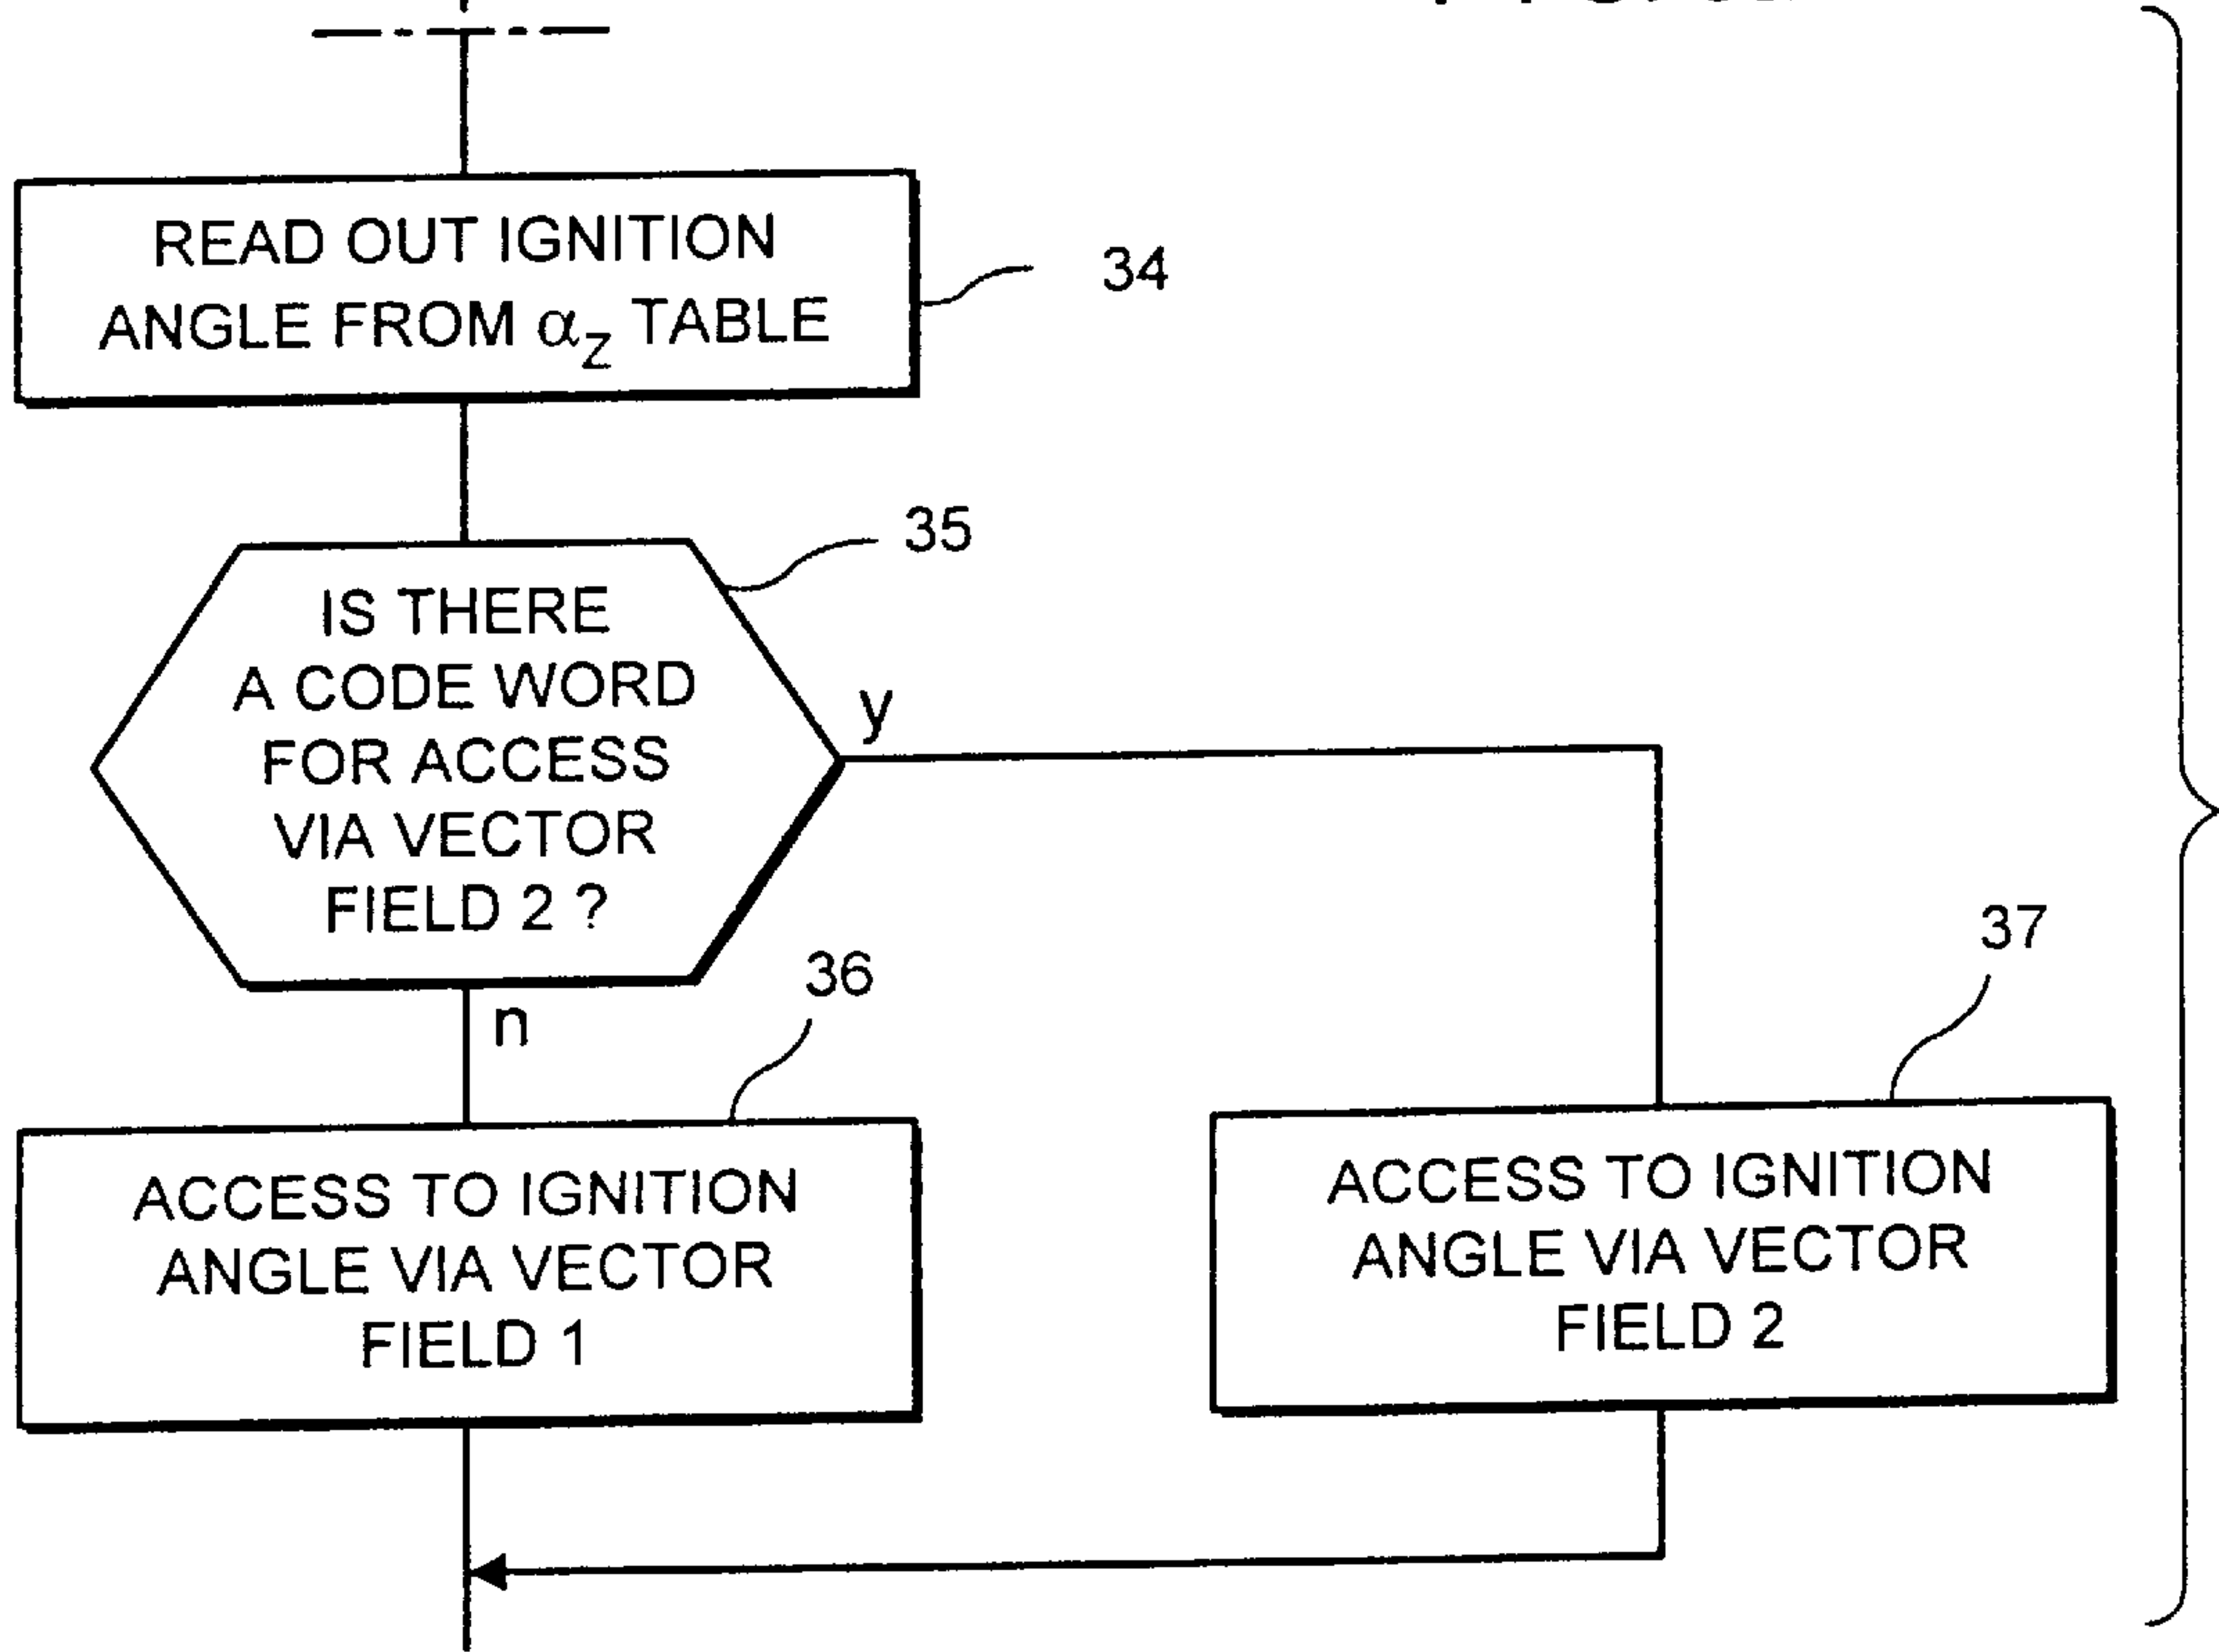 READ OUT IGNITION
ANGLE FROM αZ TABLE
34
35
IS THERE
A CODE WORD
FOR ACCESS
VIA VECTOR
FIELD 2 ?
y
n
36
37
ACCESS TO IGNITION
ANGLE VIA VECTOR
FIELD 1
ACCESS TO IGNITION
ANGLE VIA VECTOR
FIELD 2